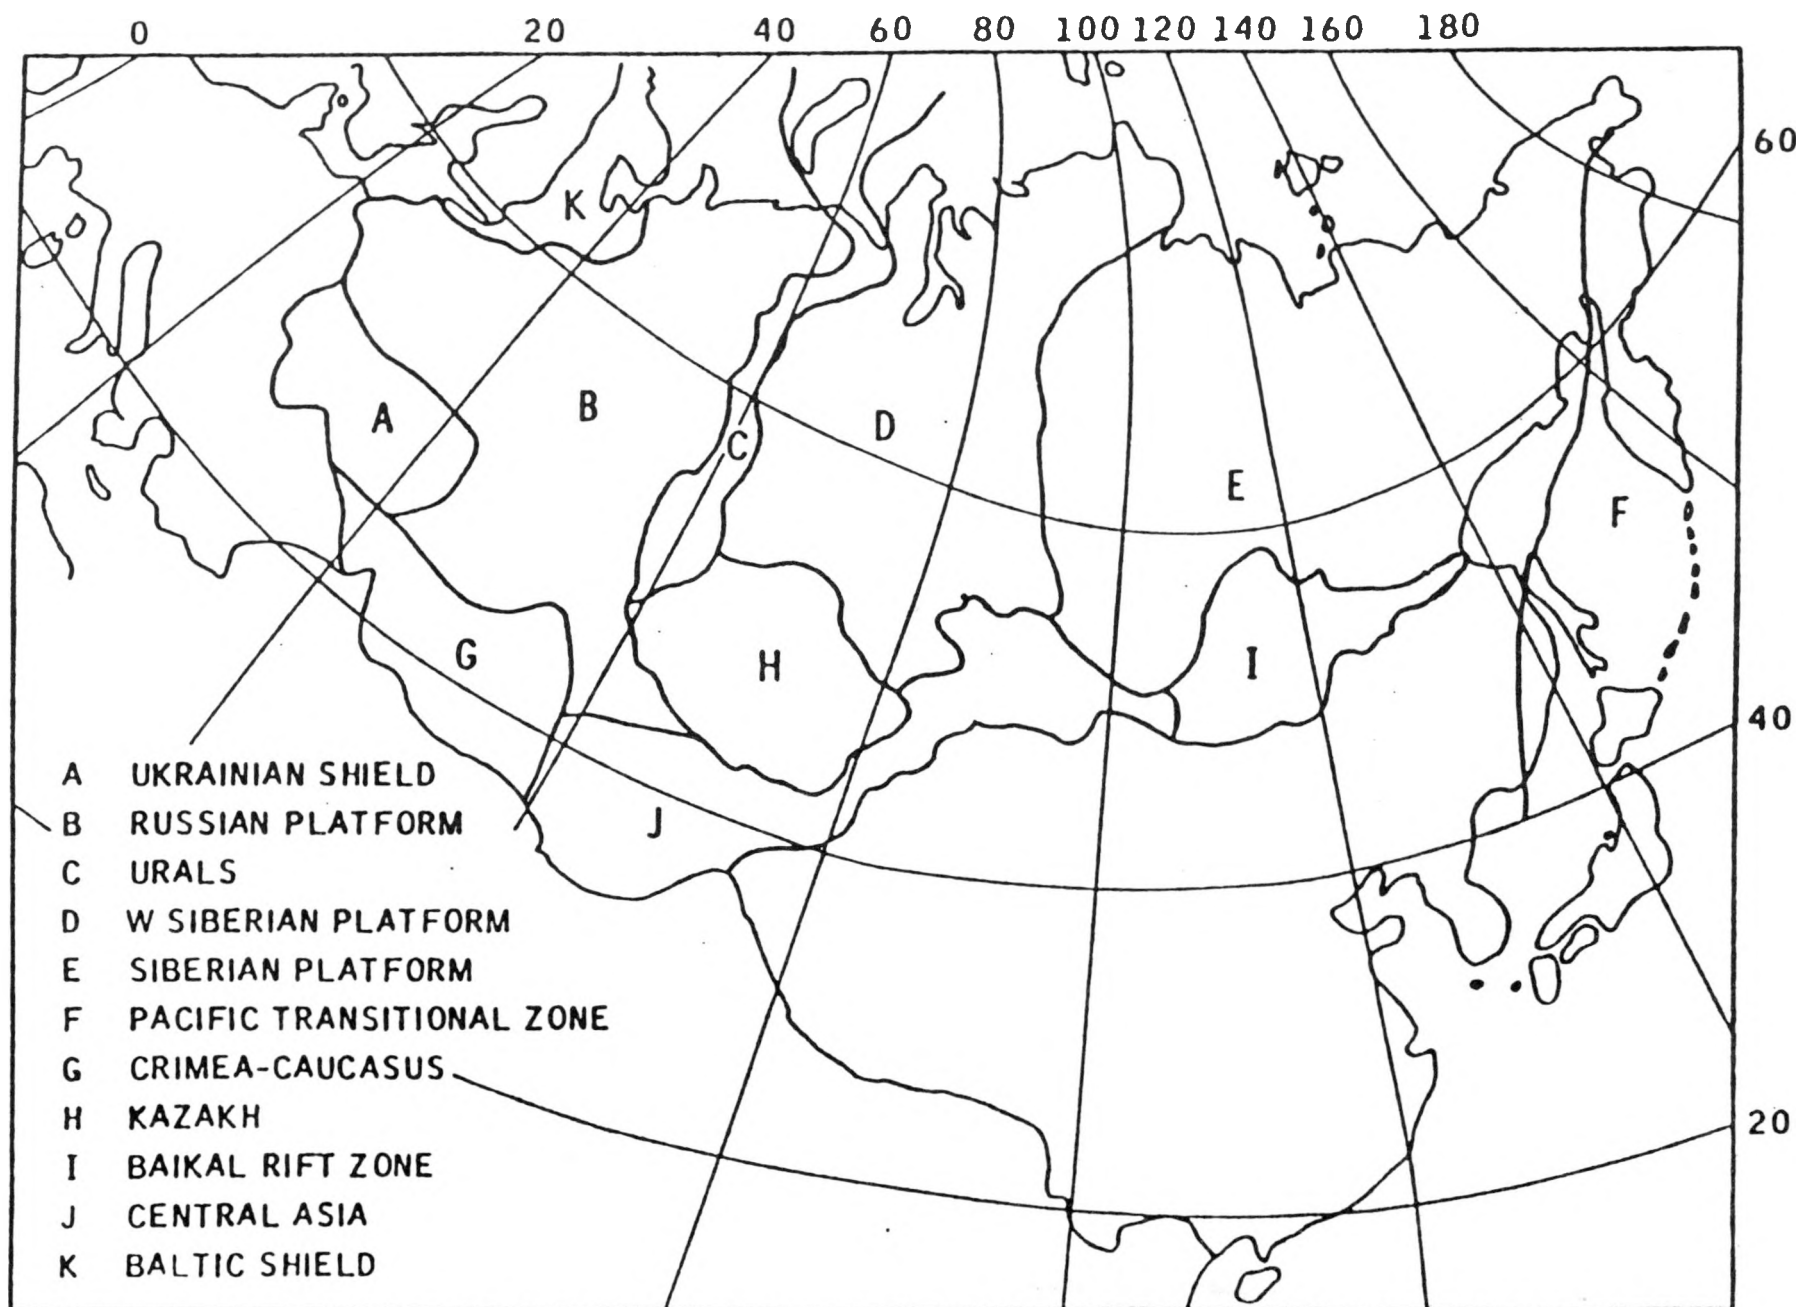 0 20 40 60 80 100 120 140 160 180
60
K
B
A
D
C
E
F
G
H
I
40
A UKRAINIAN SHIELD
B RUSSIAN PLATFORM
J
C URALS
D W SIBERIAN PLATFORM
E SIBERIAN PLATFORM
F PACIFIC TRANSITIONAL ZONE
G CRIMEA-CAUCASUS
H KAZAKH
20
I BAIKAL RIFT ZONE
J CENTRAL ASIA
K BALTIC SHIELD